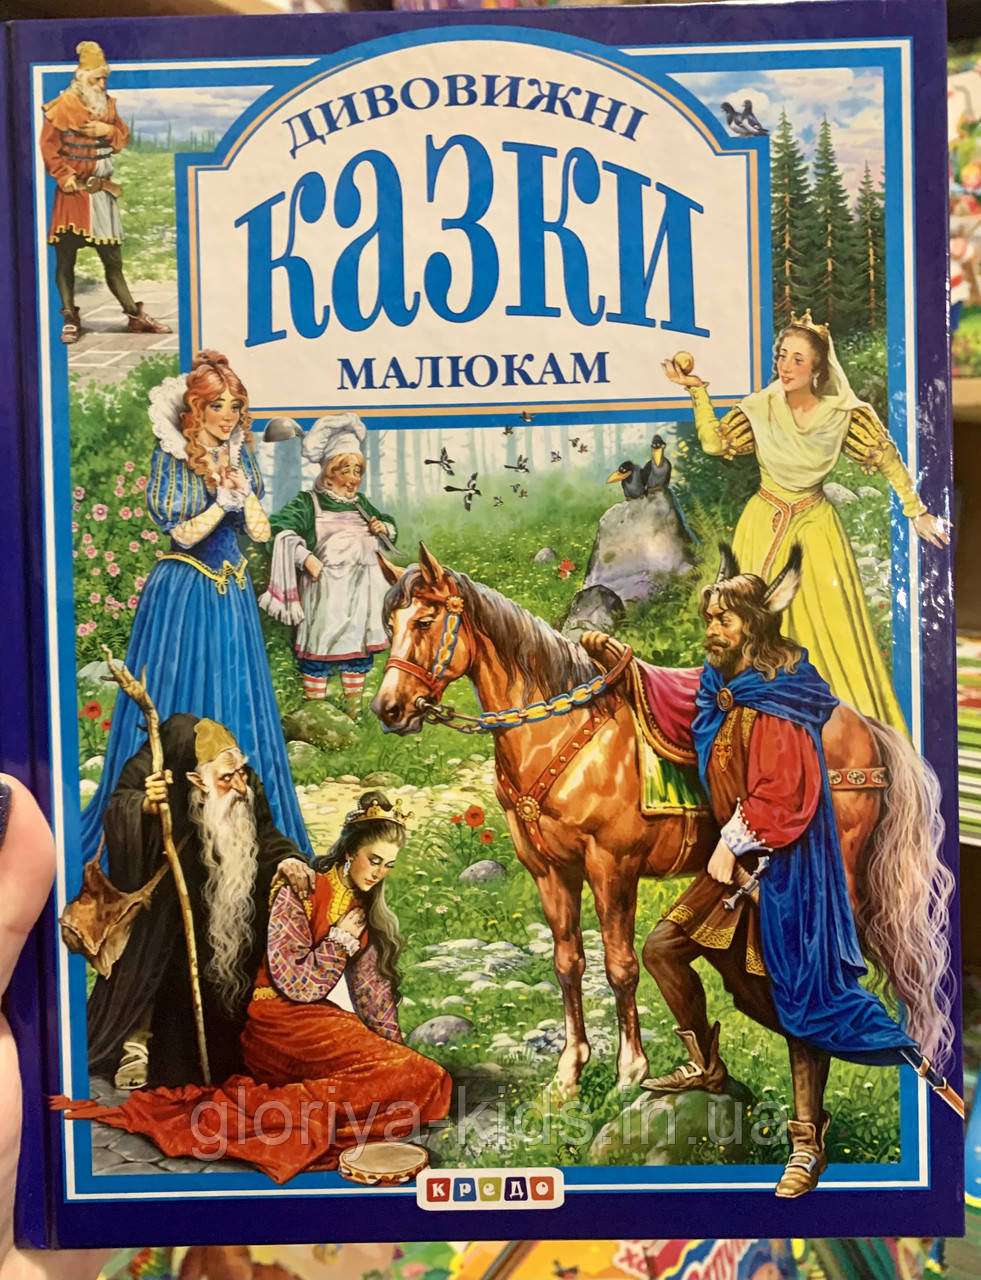 ДИВОВИЖНІ
КАЗКИ
МАЛЮКАМ
gloriya-kids.in.ua
КРЕДО